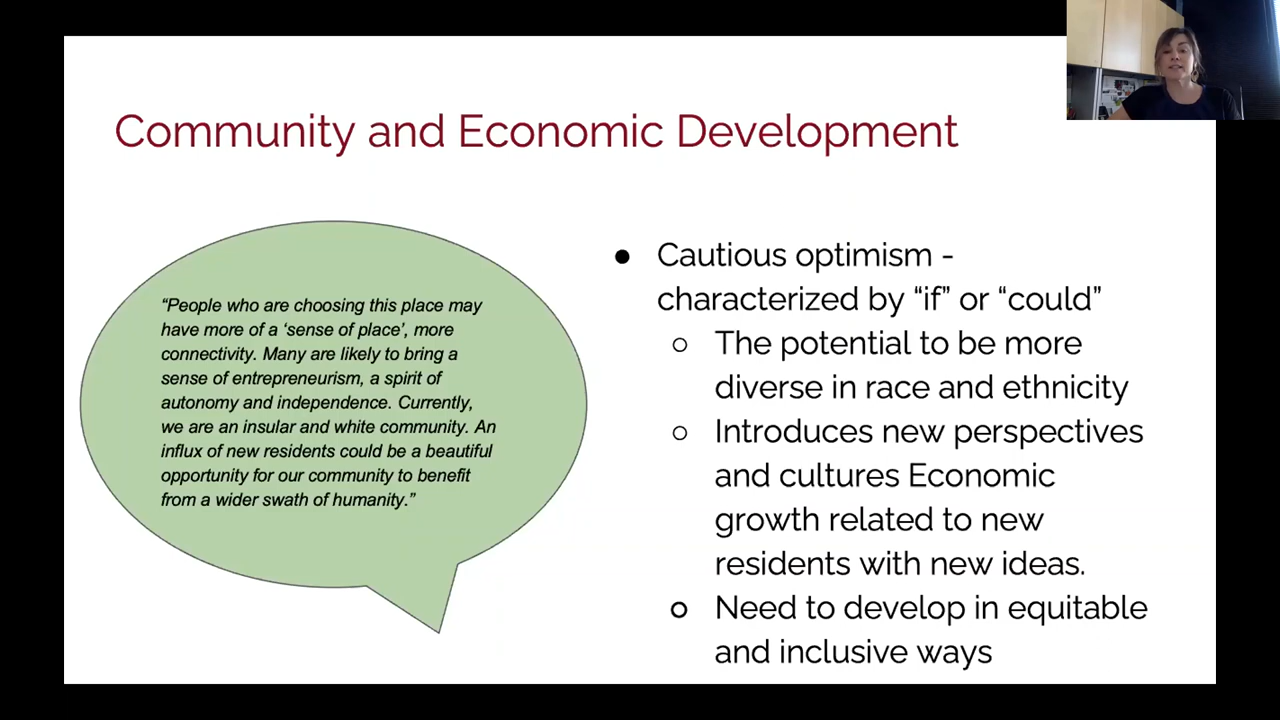 Community and Economic Development
“People who are choosing this place may
have more of a ‘sense of place’, more
connectivity. Many are likely to bring a
sense of entrepreneurism, a spirit of
autonomy and independence. Currently,
we are an insular and white community. An
influx of new residents could be a beautiful
opportunity for our community to benefit
from a wider swath of humanity.”
● Cautious optimism -
characterized by “if” or “could”
○ The potential to be more
diverse in race and ethnicity
○ Introduces new perspectives
and cultures Economic
growth related to new
residents with new ideas.
○ Need to develop in equitable
and inclusive ways